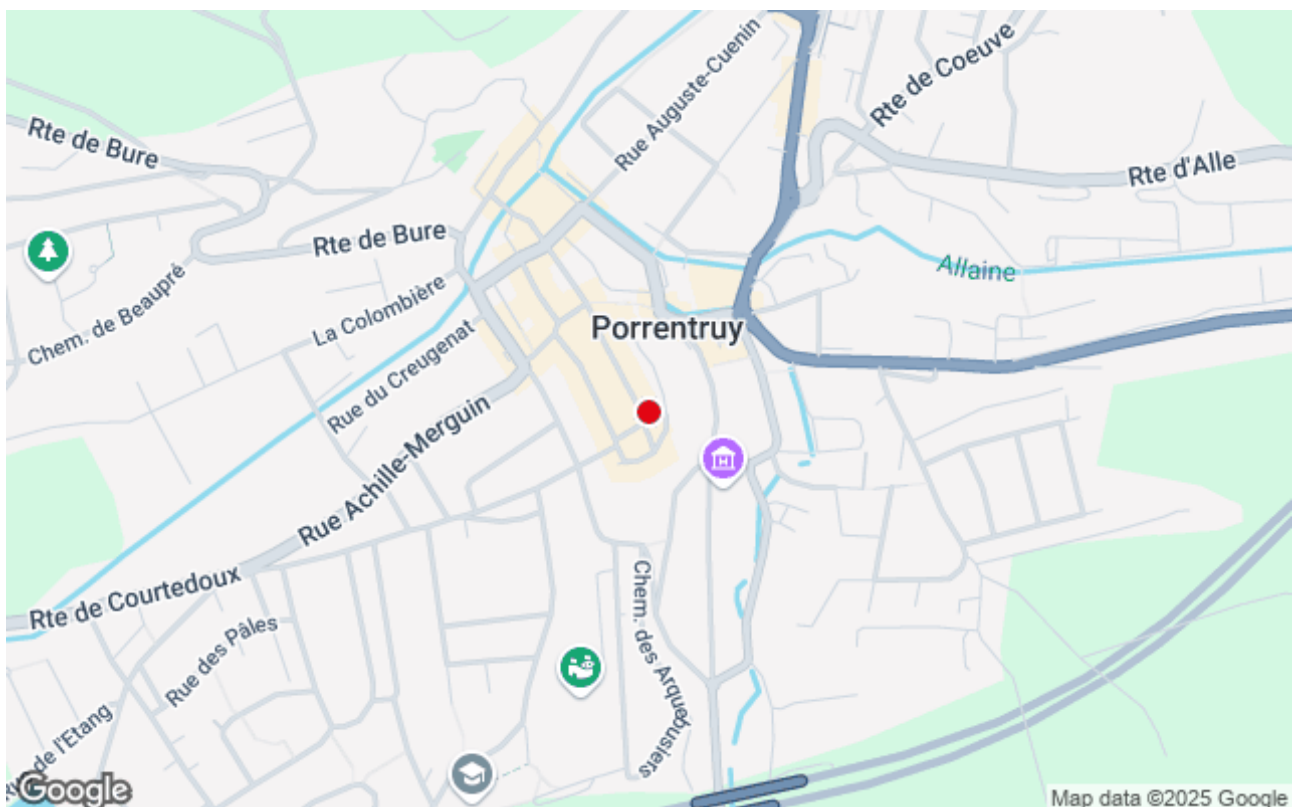 Rue Auguste-Cuenin
Rte de Coeuve
Rte de Bure
Rte d'Alle
Rte de Bure
Allaine
Chem. de Beaupré
La Colombière
Porrentruy
Rue du Creugenat
H
Rue Achille-Merguin
Rte de Courtedoux
Chem. des Arquebusiers
Rue des Pâles
de l'Etang
Google
Map data ©2025 Google